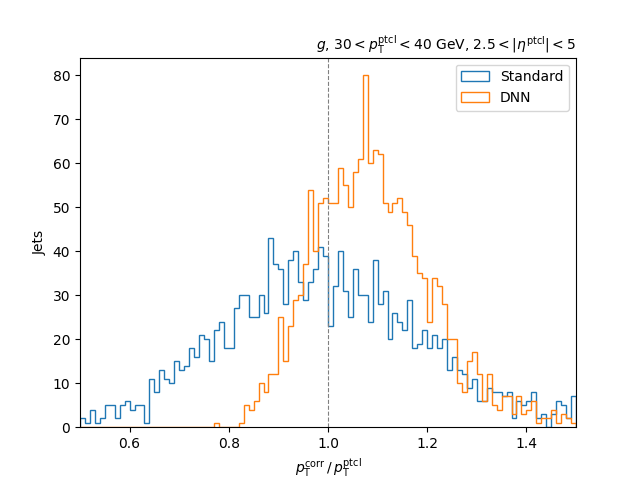 g, 30 < p_T^ptcl < 40 GeV, 2.5 < |η^ptcl| < 5
Standard
DNN
Jets
80
70
60
50
40
30
20
10
0
0.6 0.8 1.0 1.2 1.4
p_T^corr / p_T^ptcl